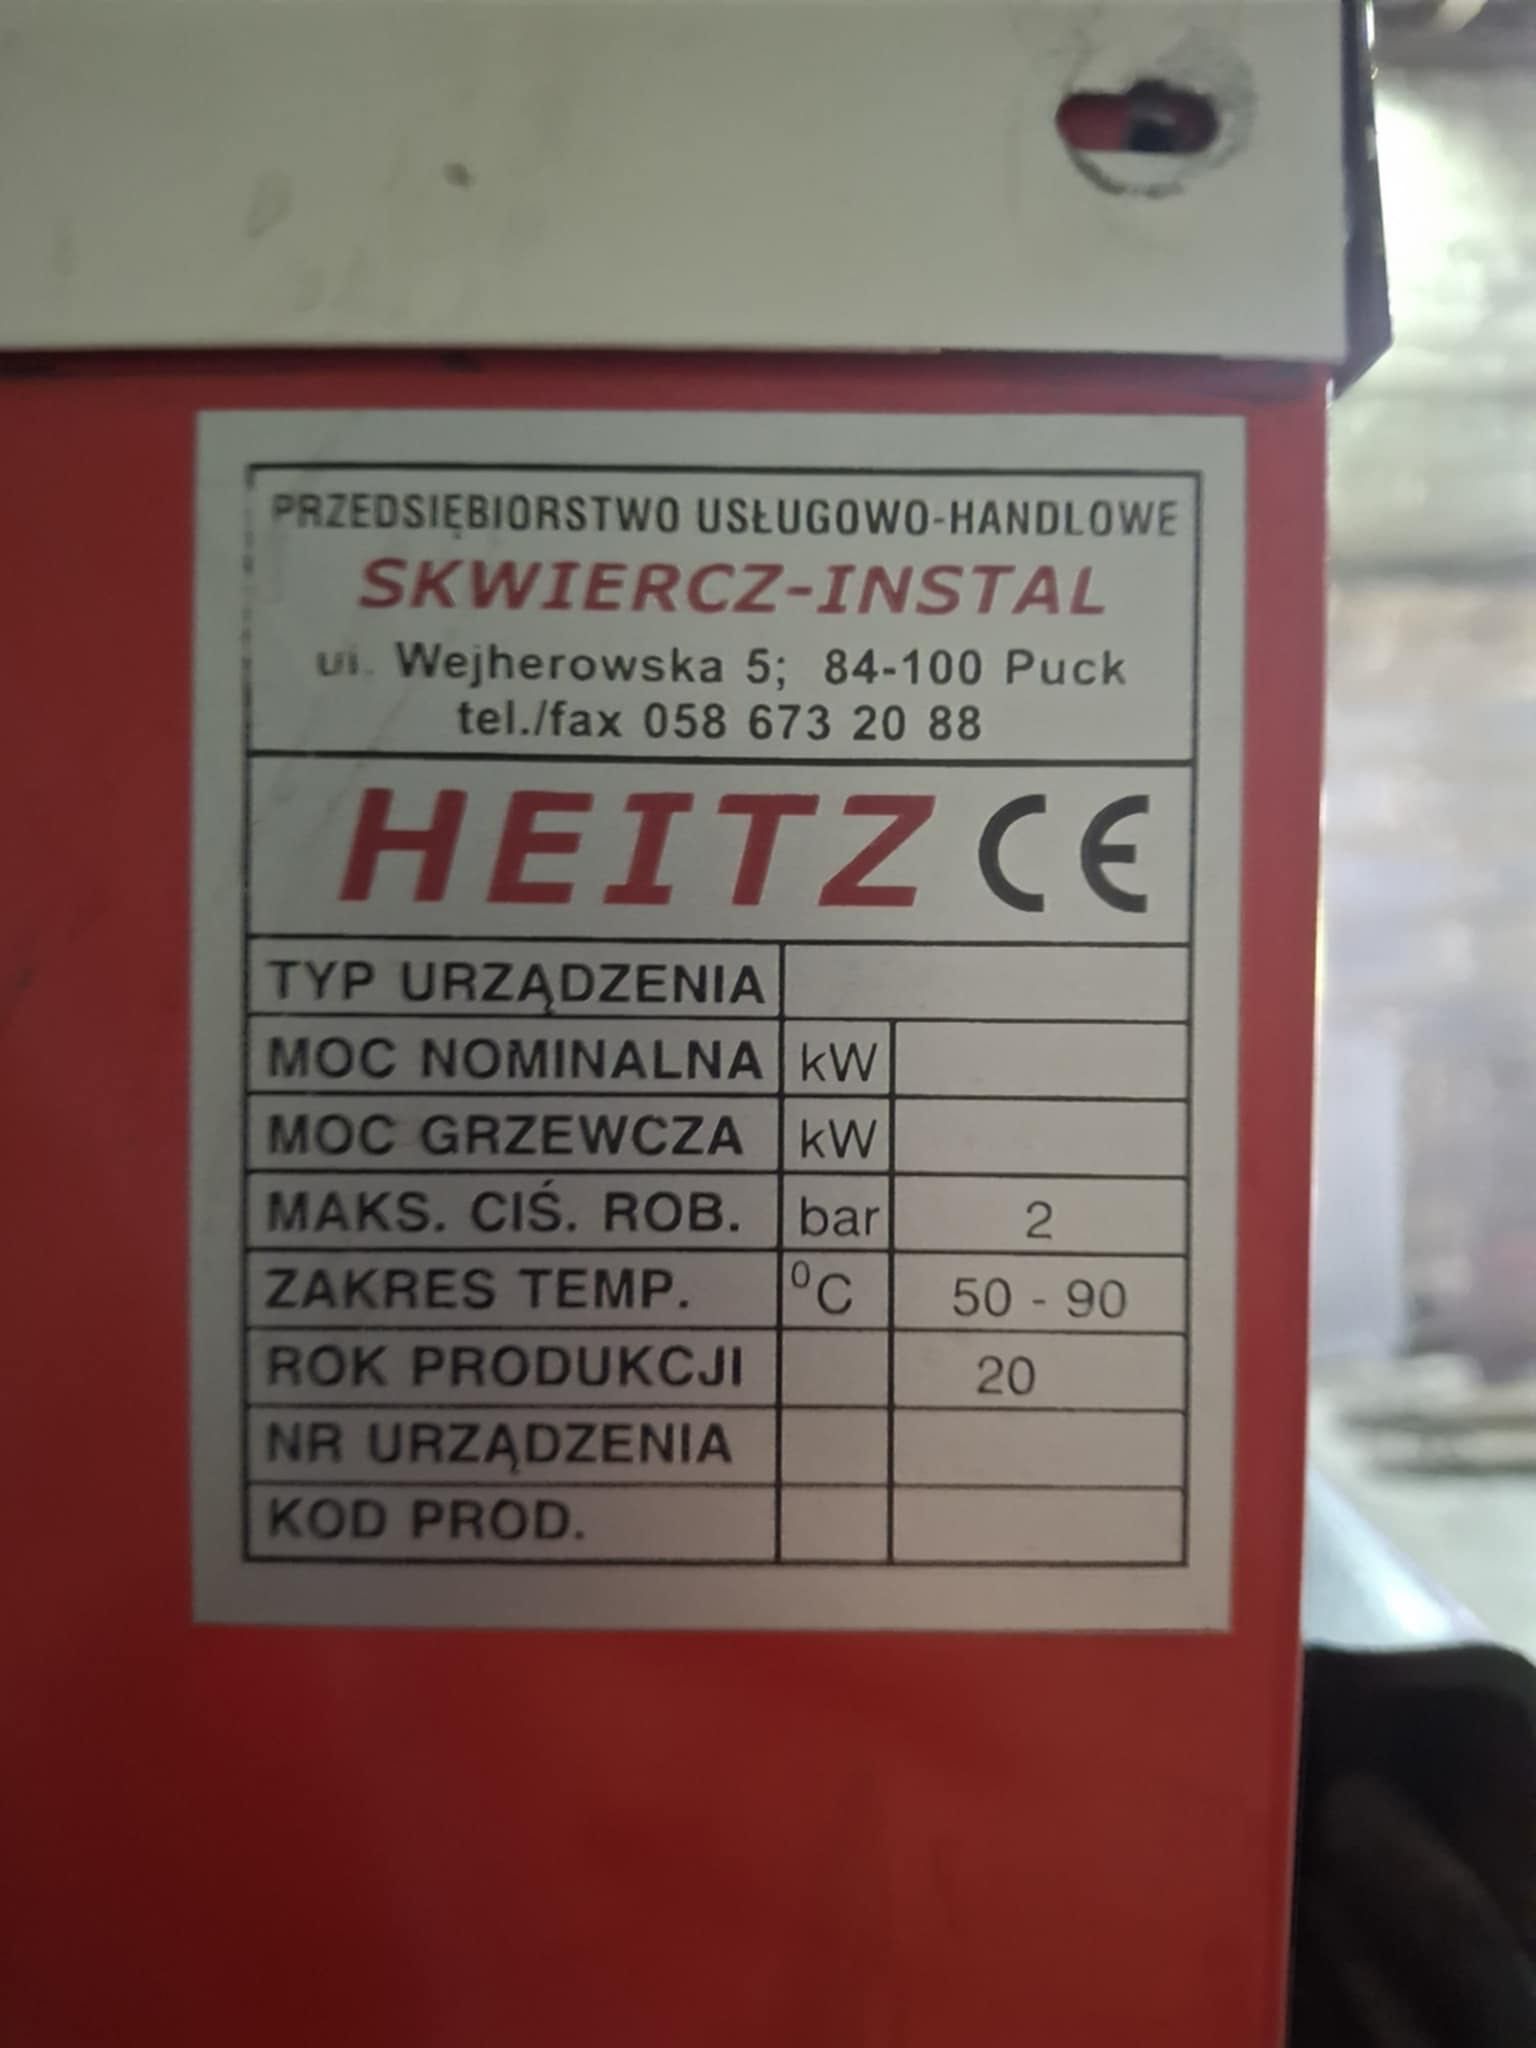 PRZEDSIĘBIORSTWO USŁUGOWO-HANDLOWE
SKWIERCZ-INSTAL
ul. Wejherowska 5; 84-100 Puck
tel./fax 058 673 20 88
HEITZ CE
TYP URZĄDZENIA
MOC NOMINALNA kW
MOC GRZEWCZA kW
MAKS. CIŚ. ROB. bar 2
ZAKRES TEMP. ⁰C 50 - 90
ROK PRODUKCJI 20
NR URZĄDZENIA
KOD PROD.